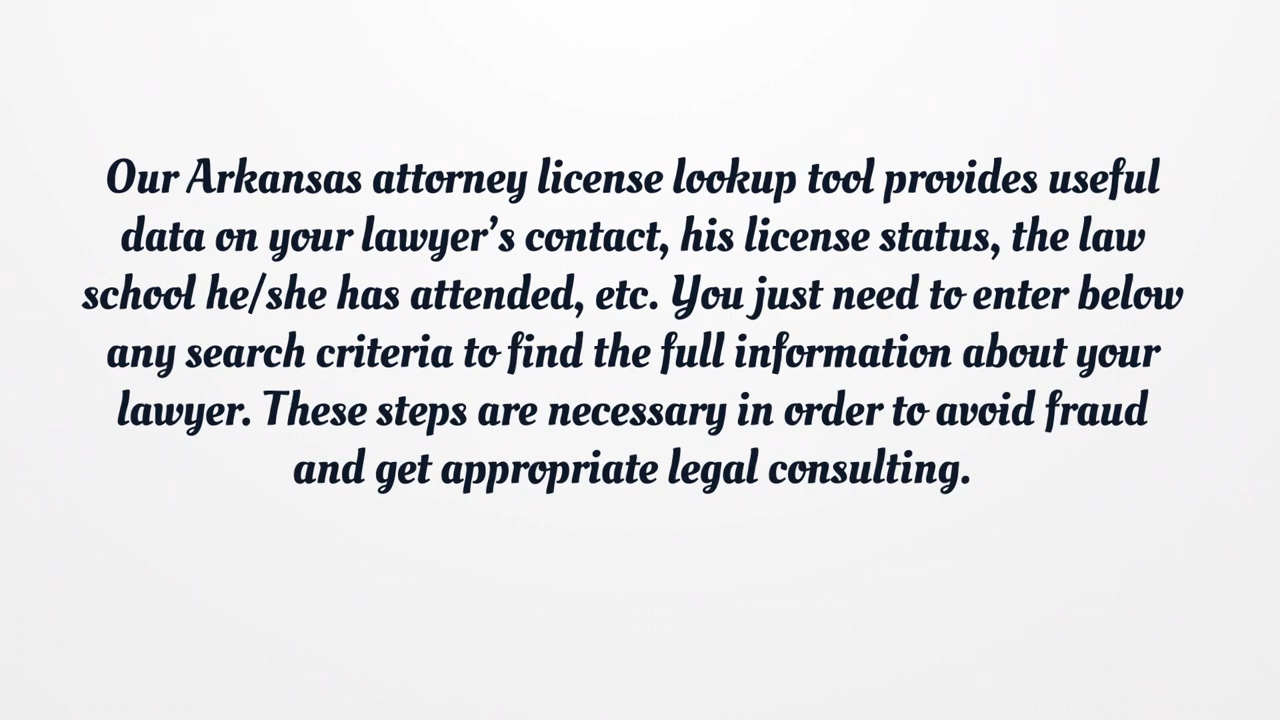 Our Arkansas attorney license lookup tool provides useful
data on your lawyer’s contact, his license status, the law
school he/she has attended, etc. You just need to enter below
any search criteria to find the full information about your
lawyer. These steps are necessary in order to avoid fraud
and get appropriate legal consulting.